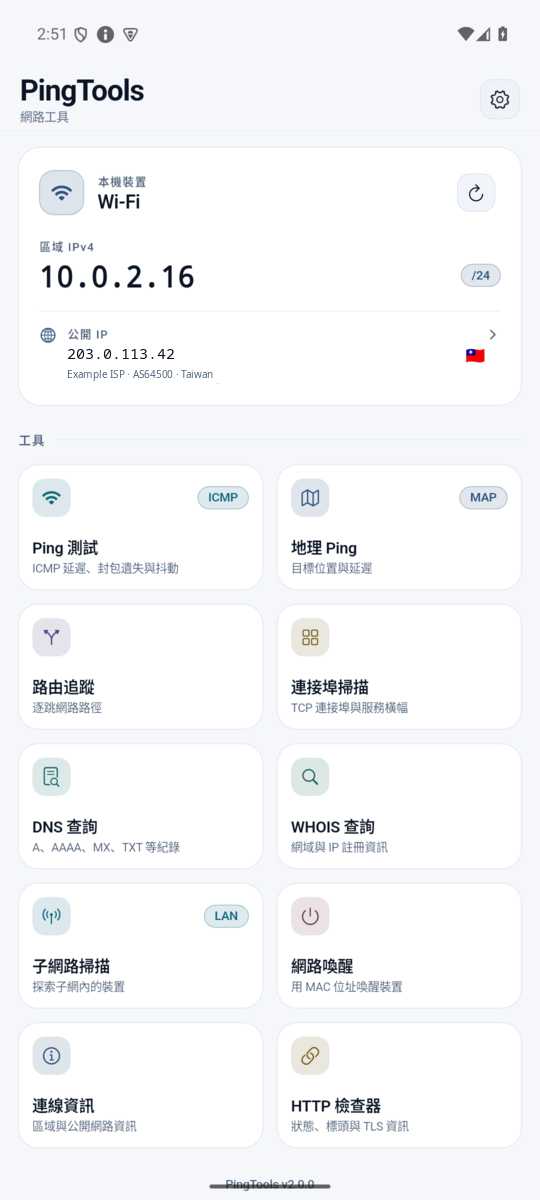 2:51
PingTools
網路工具
本機裝置
Wi-Fi
區域 IPv4
10.0.2.16
/24
公開 IP
203.0.113.42
Example ISP · AS64500 · Taiwan
工具
ICMP
Ping 測試
ICMP 延遲、封包遺失與抖動
MAP
地理 Ping
目標位置與延遲
路由追蹤
逐跳網路路徑
連接埠掃描
TCP 連接埠與服務橫幅
DNS 查詢
A、AAAA、MX、TXT 等紀錄
WHOIS 查詢
網域與 IP 註冊資訊
LAN
子網路掃描
探索子網內的裝置
網路喚醒
用 MAC 位址喚醒裝置
連線資訊
區域與公開網路資訊
HTTP 檢查器
狀態、標頭與 TLS 資訊
PingTools v2.0.0